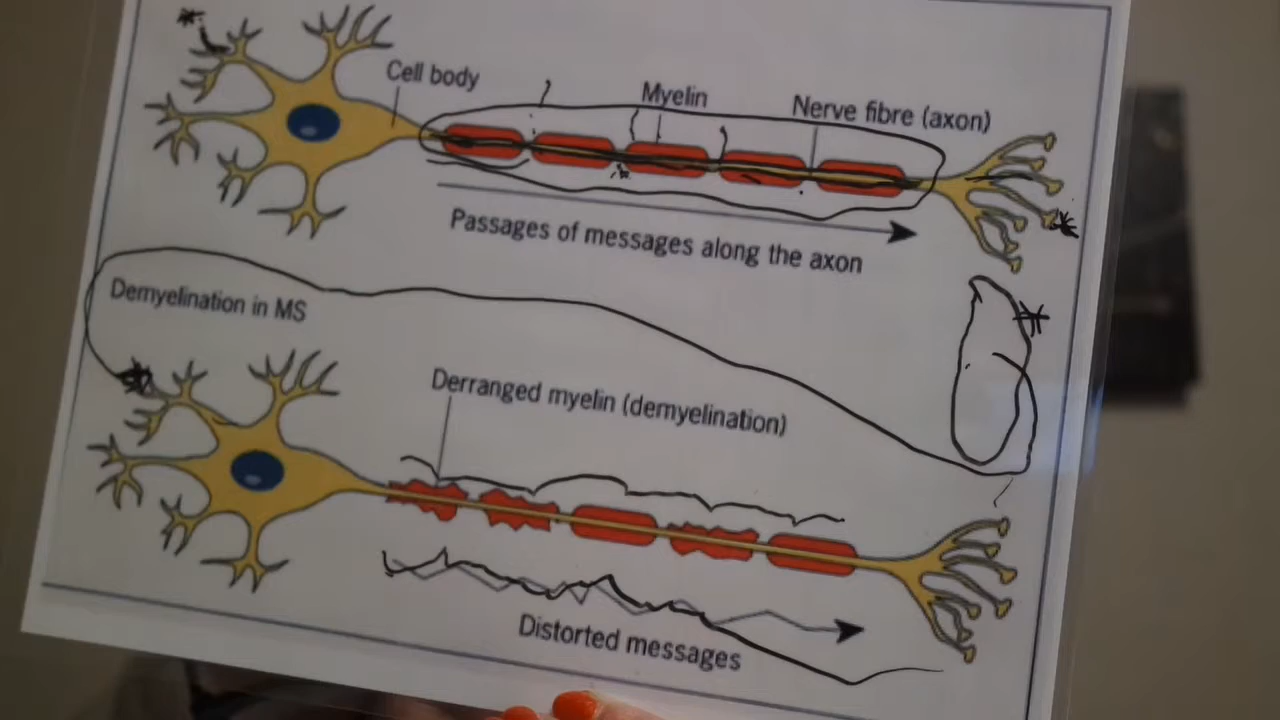 Cell body
Myelin
Nerve fibre (axon)
Passages of messages along the axon
Demyelination in MS
Derranged myelin (demyelination)
Distorted messages